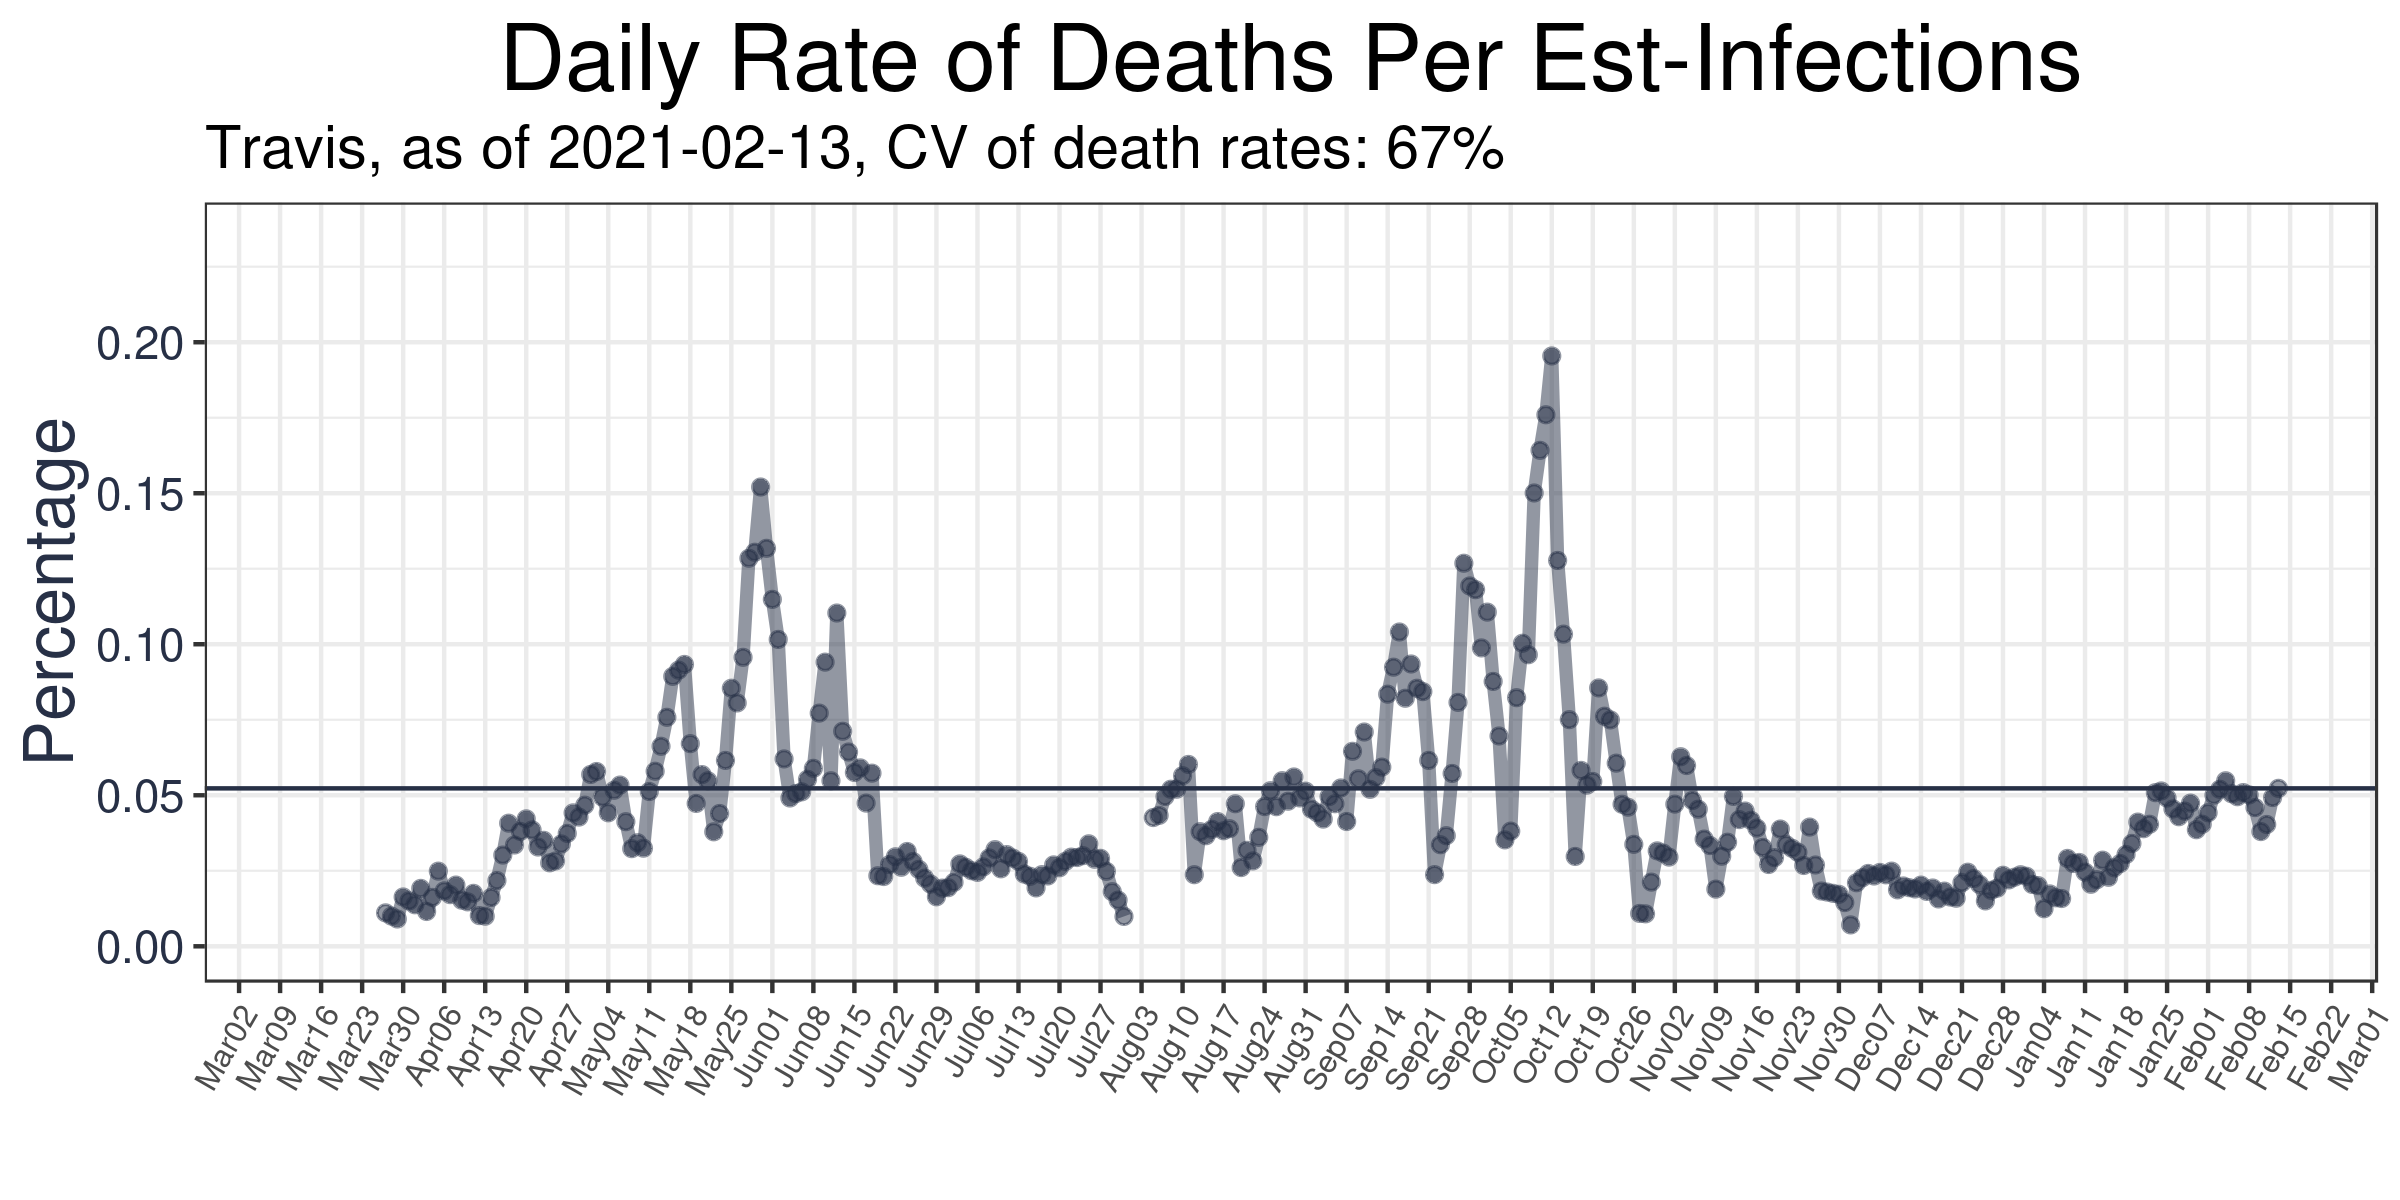 Daily Rate of Deaths Per Est-Infections
Travis, as of 2021-02-13, CV of death rates: 67%
Percentage
0.20
0.15
0.10
0.05
0.00
Mar02
Mar09
Mar16
Mar23
Mar30
Apr06
Apr13
Apr20
Apr27
May04
May11
May18
May25
Jun01
Jun08
Jun15
Jun22
Jun29
Jul06
Jul13
Jul20
Jul27
Aug03
Aug10
Aug17
Aug24
Aug31
Sep07
Sep14
Sep21
Sep28
Oct05
Oct12
Oct19
Oct26
Nov02
Nov09
Nov16
Nov23
Nov30
Dec07
Dec14
Dec21
Dec28
Jan04
Jan11
Jan18
Jan25
Feb01
Feb08
Feb15
Feb22
Mar01